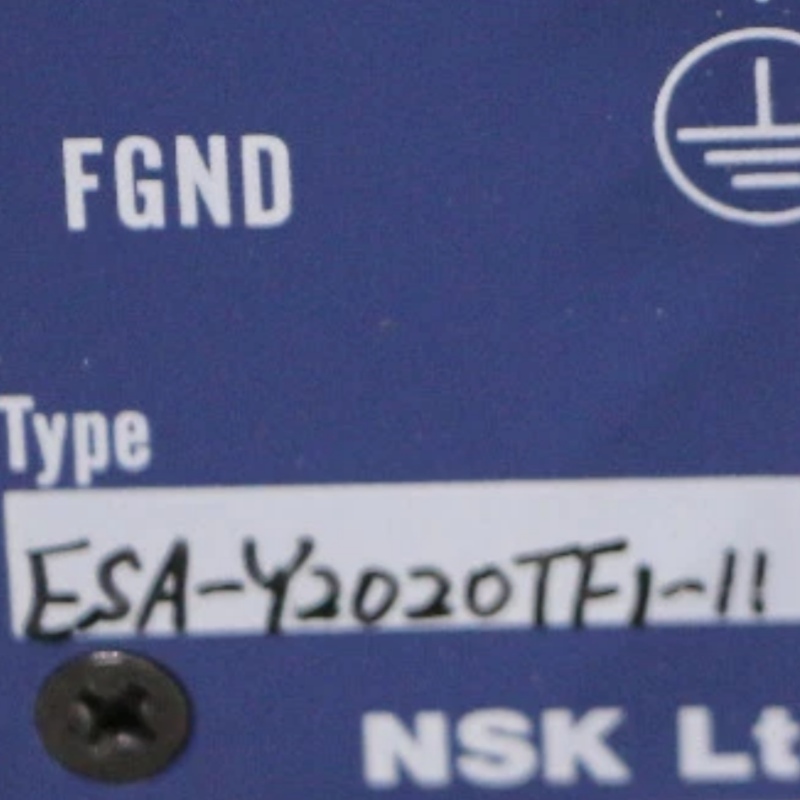 FGND
Type
ESA-Y2020TF1-11
NSK Lt